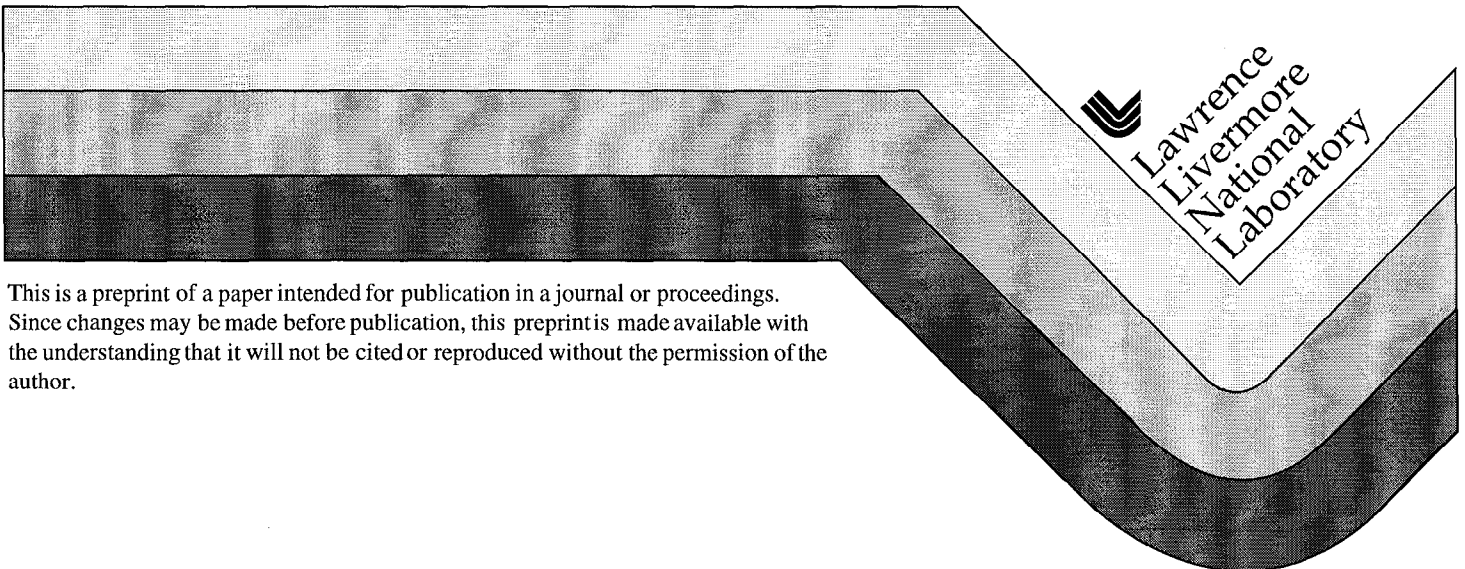 Lawrence
Livermore
National
Laboratory
This is a preprint of a paper intended for publication in a journal or proceedings.
Since changes may be made before publication, this preprint is made available with
the understanding that it will not be cited or reproduced without the permission of the
author.